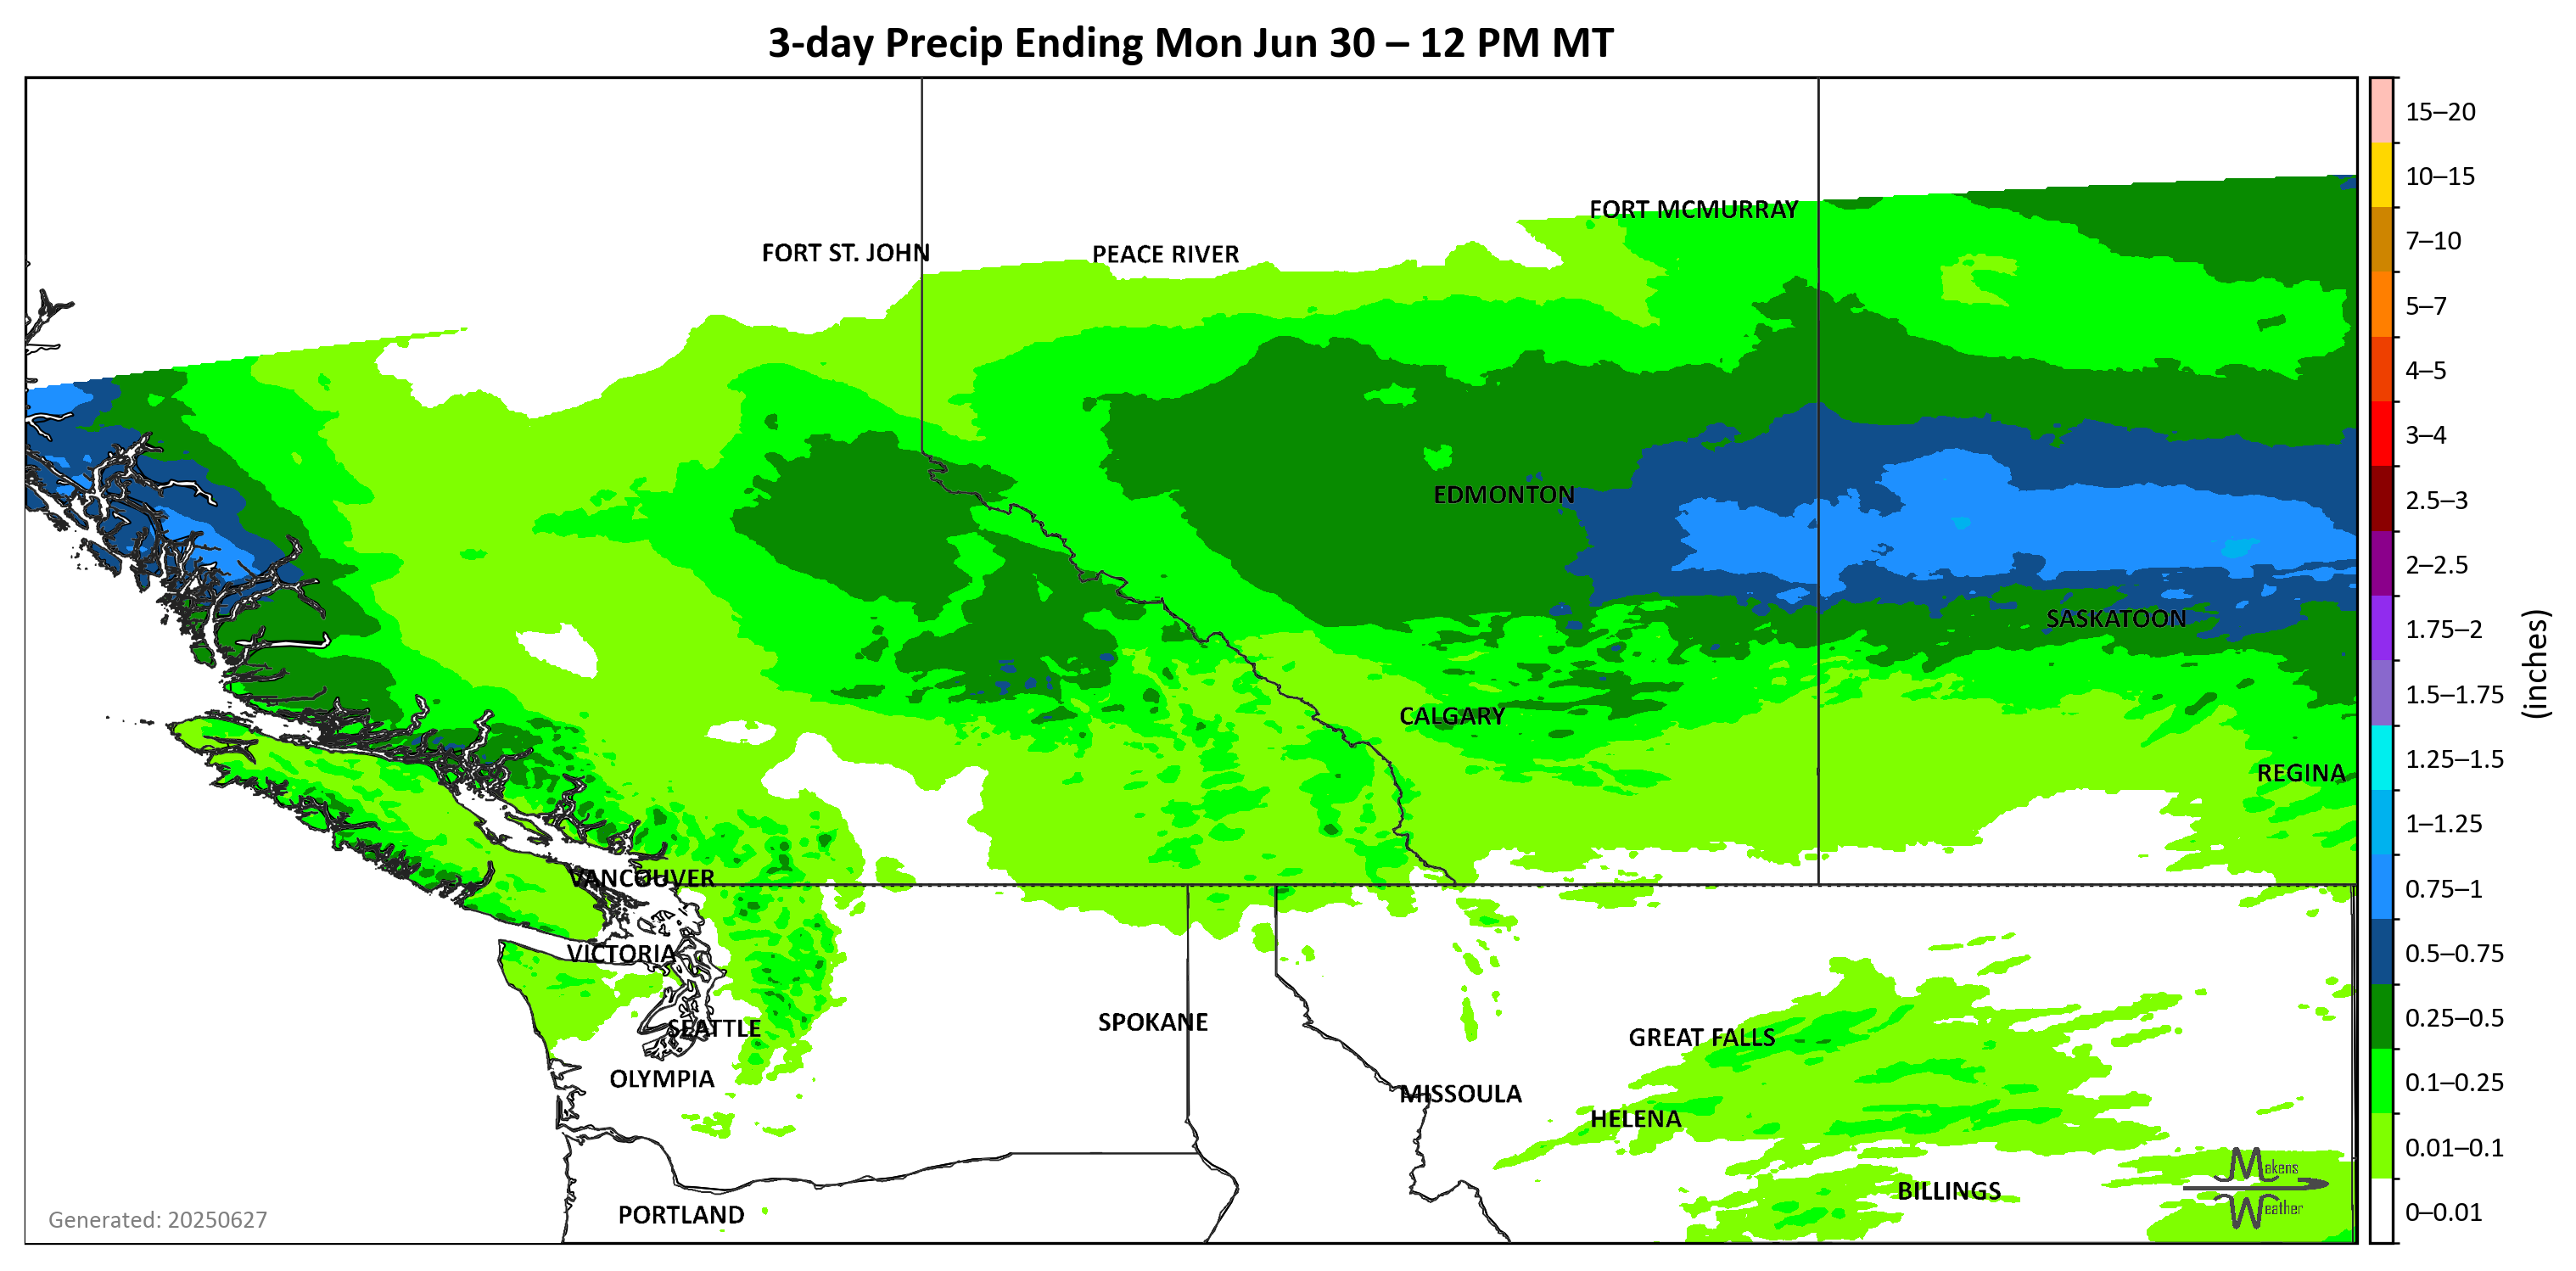 3-day Precip Ending Mon Jun 30 – 12 PM MT
15–20
10–15
7–10
5–7
4–5
3–4
2.5–3
2–2.5
1.75–2
1.5–1.75
1.25–1.5
1–1.25
0.75–1
0.5–0.75
0.25–0.5
0.1–0.25
0.01–0.1
0–0.01
(inches)
FORT MCMURRAY
FORT ST. JOHN
PEACE RIVER
EDMONTON
SASKATOON
CALGARY
REGINA
VANCOUVER
VICTORIA
SEATTLE
SPOKANE
GREAT FALLS
OLYMPIA
MISSOULA
HELENA
BILLINGS
PORTLAND
Makens
Weather
Generated: 20250627